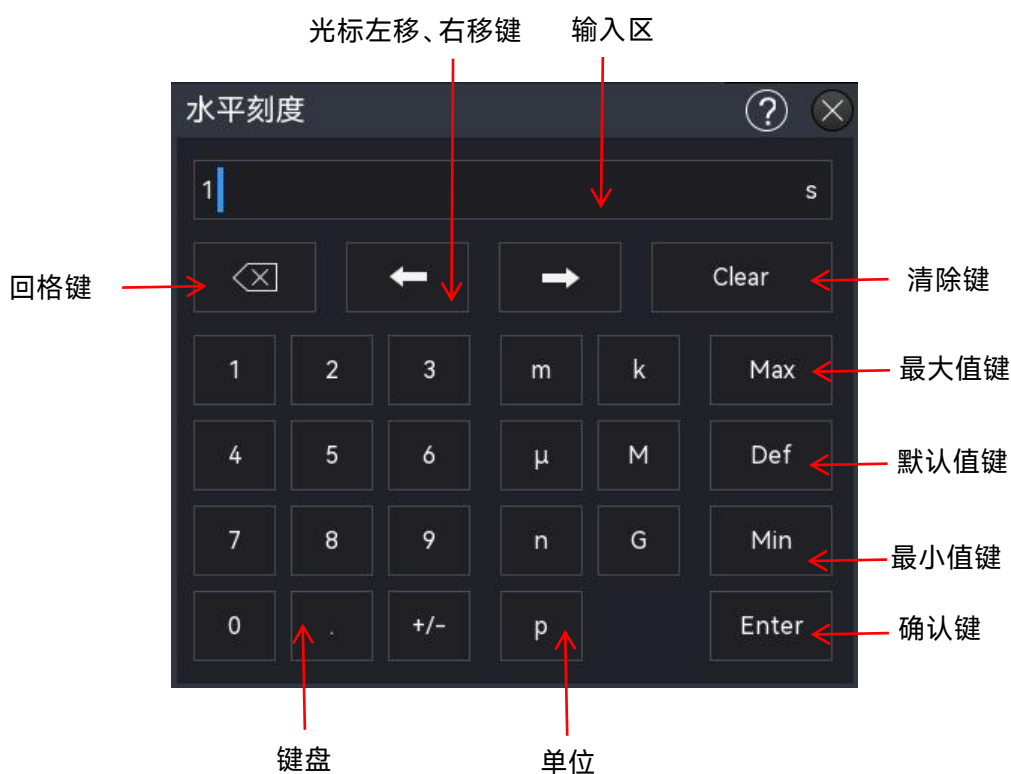 光标左移、右移键 输入区
水平刻度 ?
1 s
回格键 Clear 清除键
1 2 3 m k Max 最大值键
4 5 6 μ M Def 默认值键
7 8 9 n G Min 最小值键
0 . +/- p Enter 确认键
键盘 单位